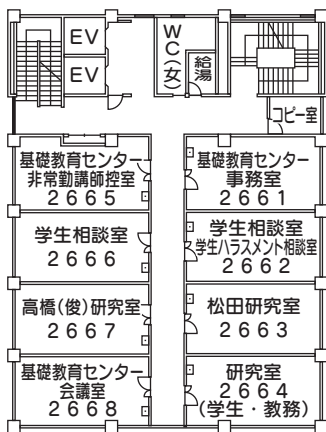 EV
EV
WC(女)
給湯
コピー室
基礎教育センター
非常勤講師控室
2665
基礎教育センター
事務室
2661
学生相談室
2666
学生相談室
学生ハラスメント相談室
2662
高橋(俊)研究室
2667
松田研究室
2663
基礎教育センター
会議室
2668
研究室
2664
(学生・教務)